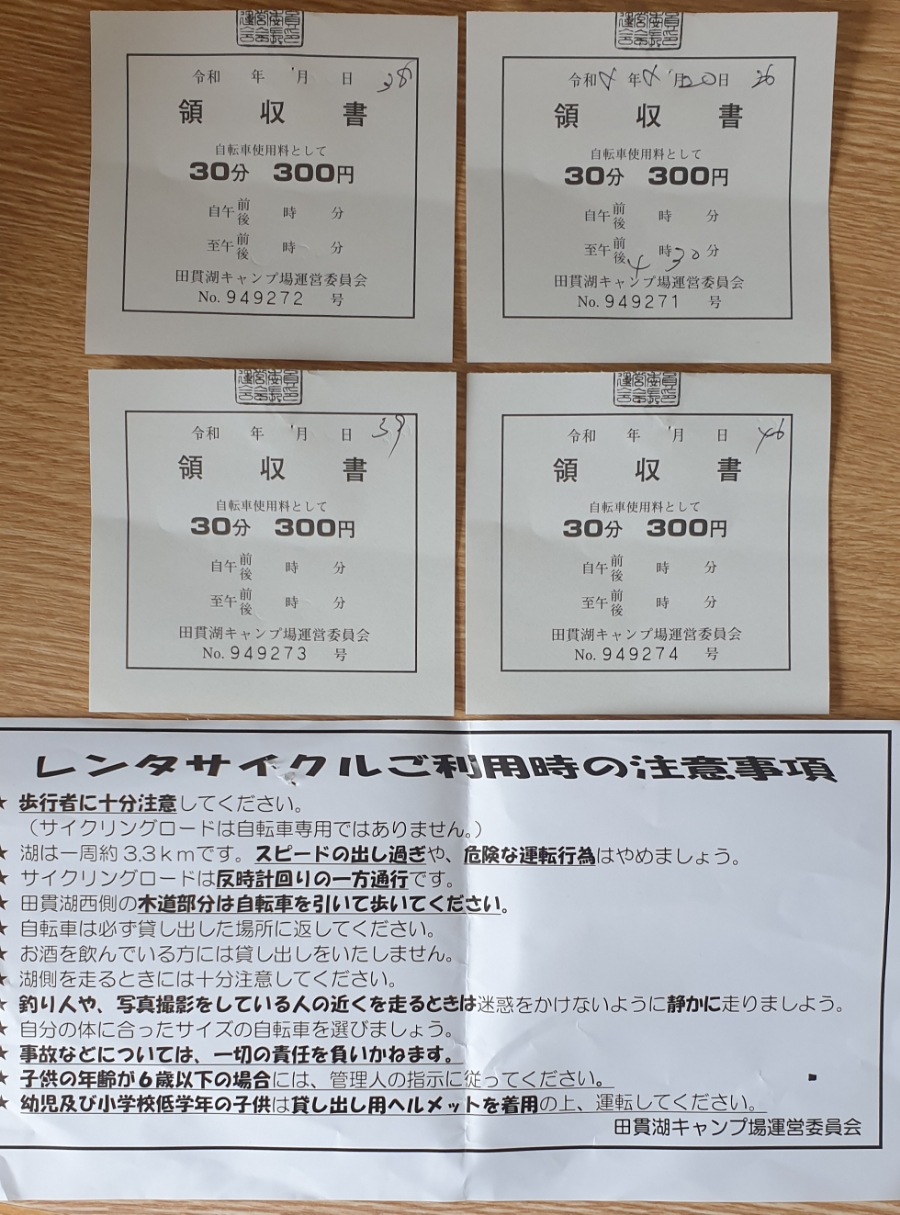 令和 年 月 日 38
領 収 書
自転車使用料として
30分 300円
自午前後 時 分
至午前後 時 分
田貫湖キャンプ場運営委員会
No. 949272 号
令和4年4月30日 36
領 収 書
自転車使用料として
30分 300円
自午前後 時 分
至午前後4時30分
田貫湖キャンプ場運営委員会
No. 949271 号
令和 年 月 日 39
領 収 書
自転車使用料として
30分 300円
自午前後 時 分
至午前後 時 分
田貫湖キャンプ場運営委員会
No. 949273 号
令和 年 月 日 46
領 収 書
自転車使用料として
30分 300円
自午前後 時 分
至午前後 時 分
田貫湖キャンプ場運営委員会
No. 949274 号
レンタサイクルご利用時の注意事項
★ 歩行者に十分注意してください。
（サイクリングロードは自転車専用ではありません。）
★ 湖は一周約3.3kmです。スピードの出し過ぎや、危険な運転行為はやめましょう。
★ サイクリングロードは反時計回りの一方通行です。
★ 田貫湖西側の木道部分は自転車を引いて歩いてください。
★ 自転車は必ず貸し出した場所に返してください。
★ お酒を飲んでいる方には貸し出しをいたしません。
★ 湖側を走るときには十分注意してください。
★ 釣り人や、写真撮影をしている人の近くを走るときは迷惑をかけないように静かに走りましよう。
★ 自分の体に合ったサイズの自転車を選びましょう。
★ 事故などについては、一切の責任を負いかねます。
★ 子供の年齢が6歳以下の場合には、管理人の指示に従ってください。
★ 幼児及び小学校低学年の子供は貸し出し用ヘルメットを着用の上、運転してください。
田貫湖キャンプ場運営委員会